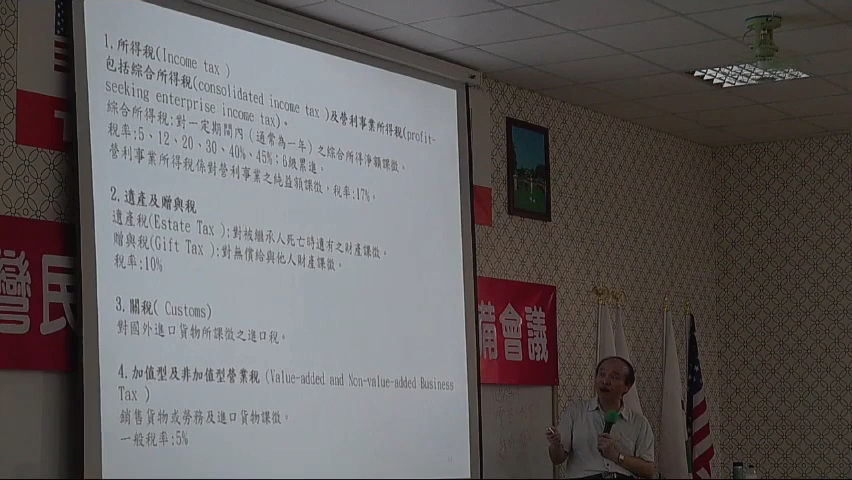 1.所得稅(Income tax )
包括綜合所得稅(consolidated income tax )及營利事業所得稅(profit-
seeking enterprise income tax)。
綜合所得稅:對一定期間內（通常為一年）之綜合所得淨額課徵。
稅率:5、12、20、30、40%、45%；6級累進。
營利事業所得稅係對營利事業之純益額課徵，稅率:17%。
2.遺產及贈與稅
遺產稅(Estate Tax ):對被繼承人死亡時遺有之財產課徵。
贈與稅(Gift Tax ):對無償給與他人財產課徵。
稅率:10%
3.關稅( Customs)
對國外進口貨物所課徵之進口稅。
4.加值型及非加值型營業稅 (Value-added and Non-value-added Business
Tax )
銷售貨物或勞務及進口貨物課徵。
一般稅率:5%
灣民
備會議